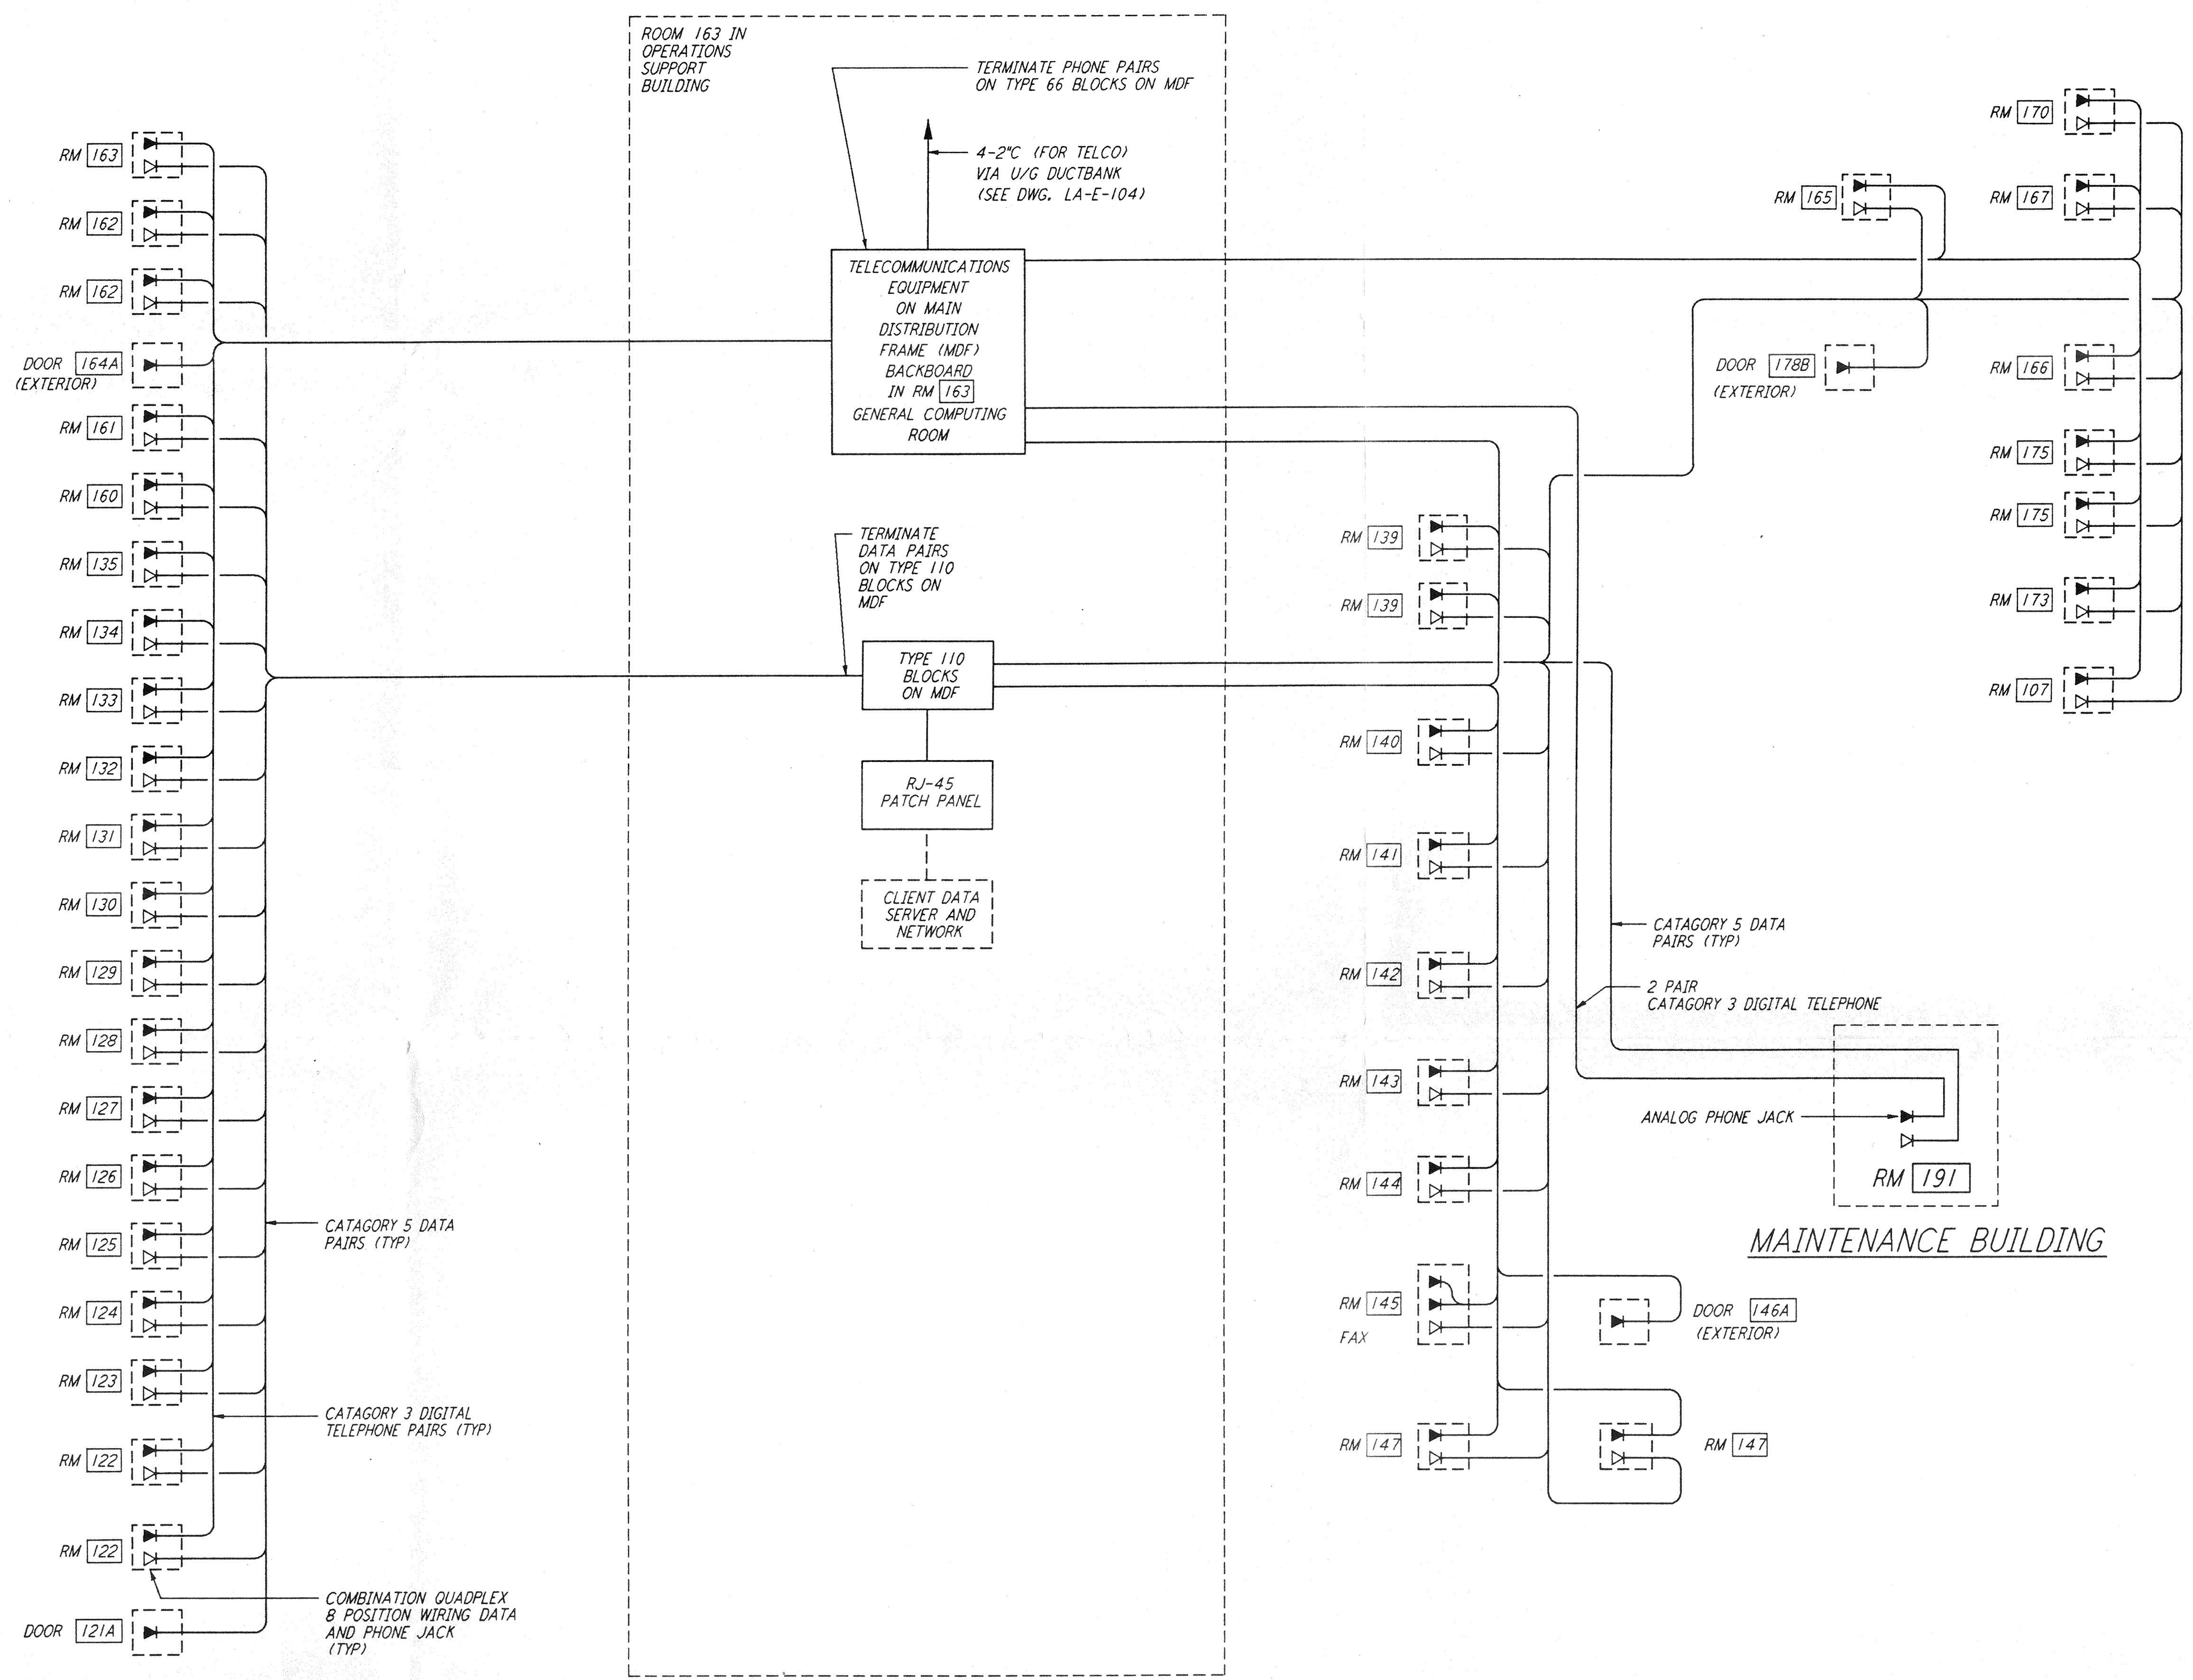 ROOM 163 IN
OPERATIONS
SUPPORT
BUILDING
TERMINATE PHONE PAIRS
ON TYPE 66 BLOCKS ON MDF
4-2"C (FOR TELCO)
VIA U/G DUCTBANK
(SEE DWG. LA-E-104)
TELECOMMUNICATIONS
EQUIPMENT
ON MAIN
DISTRIBUTION
FRAME (MDF)
BACKBOARD
IN RM 163
GENERAL COMPUTING
ROOM
TERMINATE
DATA PAIRS
ON TYPE 110
BLOCKS ON
MDF
TYPE 110
BLOCKS
ON MDF
RJ-45
PATCH PANEL
CLIENT DATA
SERVER AND
NETWORK
RM 163
RM 162
RM 162
DOOR 164A
(EXTERIOR)
RM 161
RM 160
RM 135
RM 134
RM 133
RM 132
RM 131
RM 130
RM 129
RM 128
RM 127
RM 126
RM 125
RM 124
RM 123
RM 122
RM 122
DOOR 121A
CATAGORY 5 DATA
PAIRS (TYP)
CATAGORY 3 DIGITAL
TELEPHONE PAIRS (TYP)
COMBINATION QUADPLEX
8 POSITION WIRING DATA
AND PHONE JACK
(TYP)
RM 139
RM 139
RM 140
RM 141
RM 142
RM 143
RM 144
RM 145
FAX
RM 147
DOOR 146A
(EXTERIOR)
RM 147
RM 165
DOOR 178B
(EXTERIOR)
RM 170
RM 167
RM 166
RM 175
RM 175
RM 173
RM 107
CATAGORY 5 DATA
PAIRS (TYP)
2 PAIR
CATAGORY 3 DIGITAL TELEPHONE
ANALOG PHONE JACK
RM 191
MAINTENANCE BUILDING